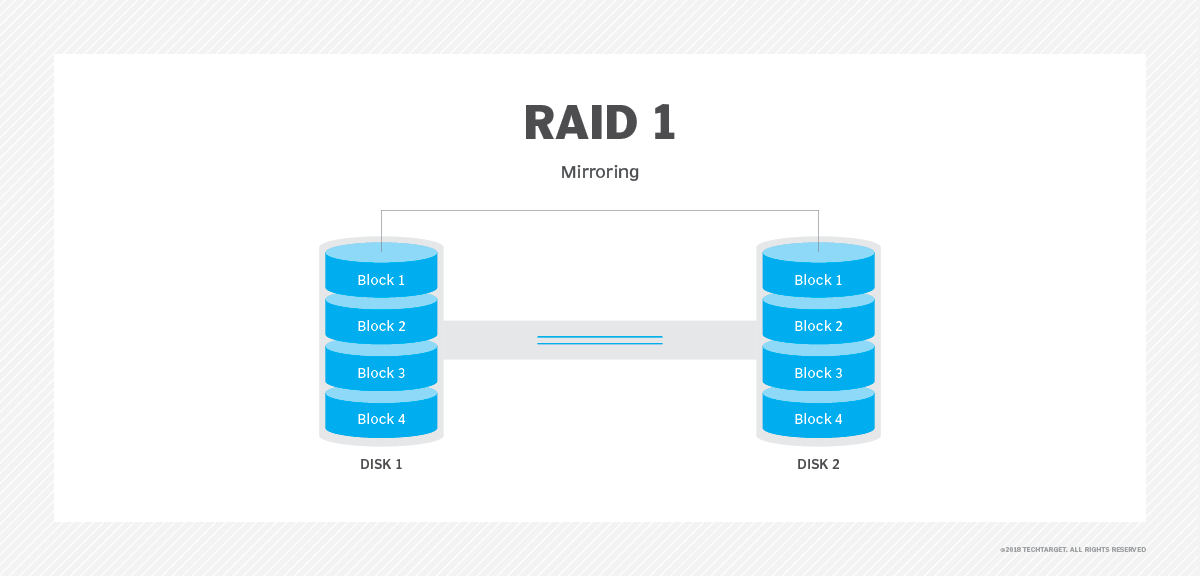 RAID 1
Mirroring
Block 1
Block 2
Block 3
Block 4
DISK 1
Block 1
Block 2
Block 3
Block 4
DISK 2
©2018 TECHTARGET. ALL RIGHTS RESERVED